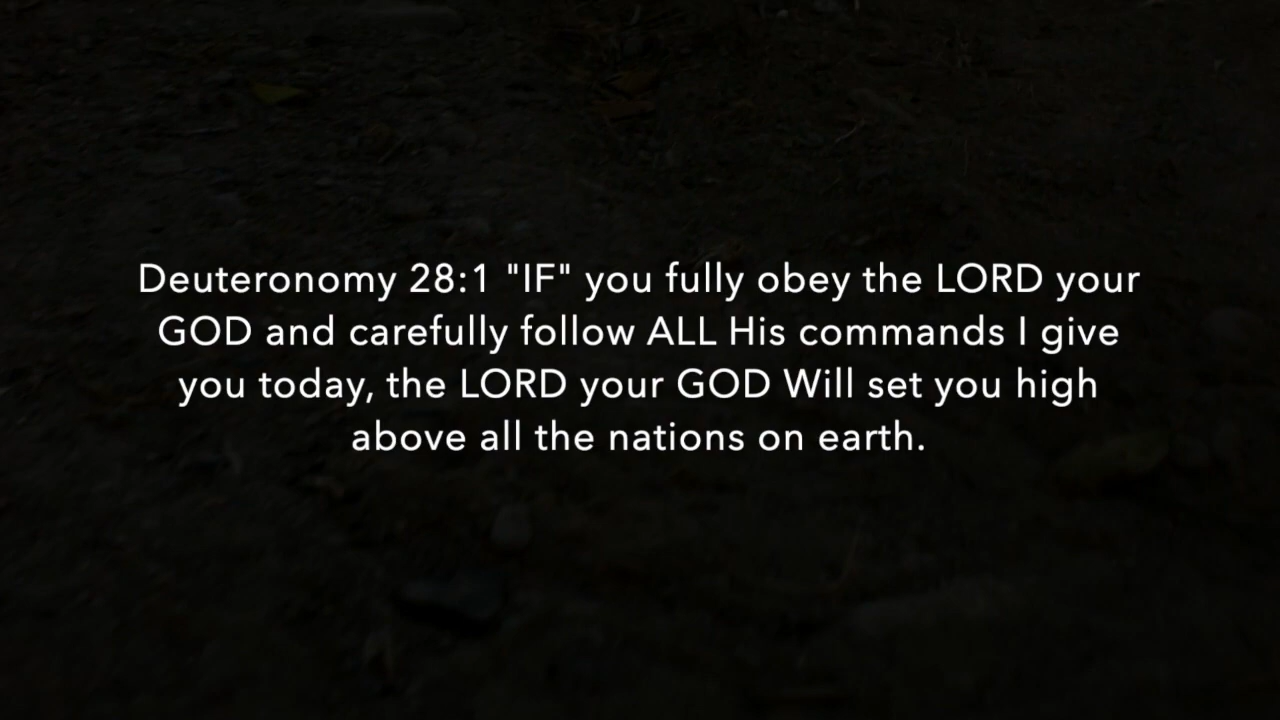 Deuteronomy 28:1 "IF" you fully obey the LORD your
GOD and carefully follow ALL His commands I give
you today, the LORD your GOD Will set you high
above all the nations on earth.